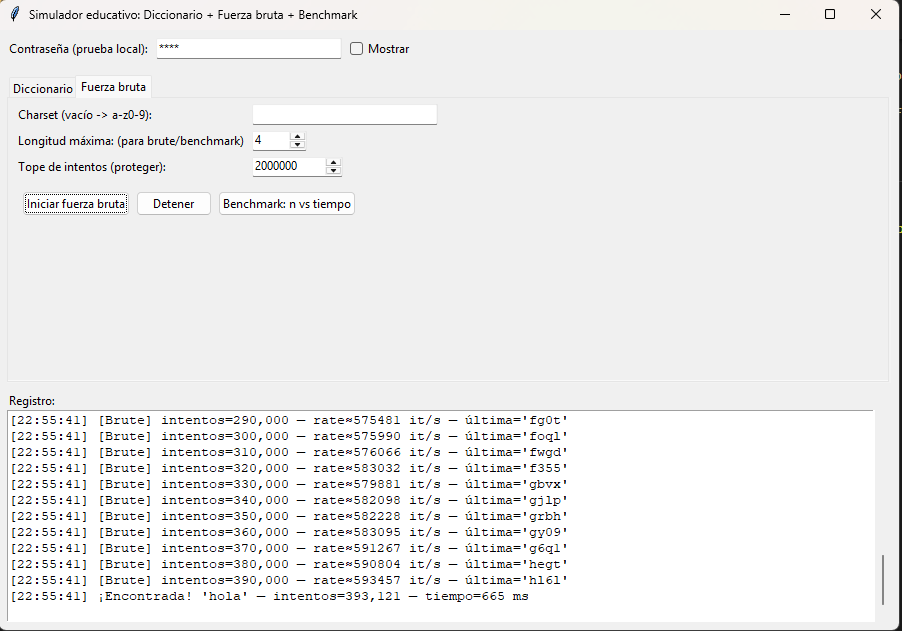 Simulador educativo: Diccionario + Fuerza bruta + Benchmark
Contraseña (prueba local): **** Mostrar
Diccionario Fuerza bruta
Charset (vacío -> a-z0-9):
Longitud máxima: (para brute/benchmark) 4
Tope de intentos (proteger): 2000000
Iniciar fuerza bruta Detener Benchmark: n vs tiempo
Registro:
[22:55:41] [Brute] intentos=290,000 — rate≈575481 it/s — última='fg0t'
[22:55:41] [Brute] intentos=300,000 — rate≈575990 it/s — última='foql'
[22:55:41] [Brute] intentos=310,000 — rate≈576066 it/s — última='fwgd'
[22:55:41] [Brute] intentos=320,000 — rate≈583032 it/s — última='f355'
[22:55:41] [Brute] intentos=330,000 — rate≈579881 it/s — última='gbvx'
[22:55:41] [Brute] intentos=340,000 — rate≈582098 it/s — última='gjlp'
[22:55:41] [Brute] intentos=350,000 — rate≈582228 it/s — última='grbh'
[22:55:41] [Brute] intentos=360,000 — rate≈583095 it/s — última='gy09'
[22:55:41] [Brute] intentos=370,000 — rate≈591267 it/s — última='g6ql'
[22:55:41] [Brute] intentos=380,000 — rate≈590804 it/s — última='hegt'
[22:55:41] [Brute] intentos=390,000 — rate≈593457 it/s — última='hl6l'
[22:55:41] ¡Encontrada! 'hola' — intentos=393,121 — tiempo=665 ms